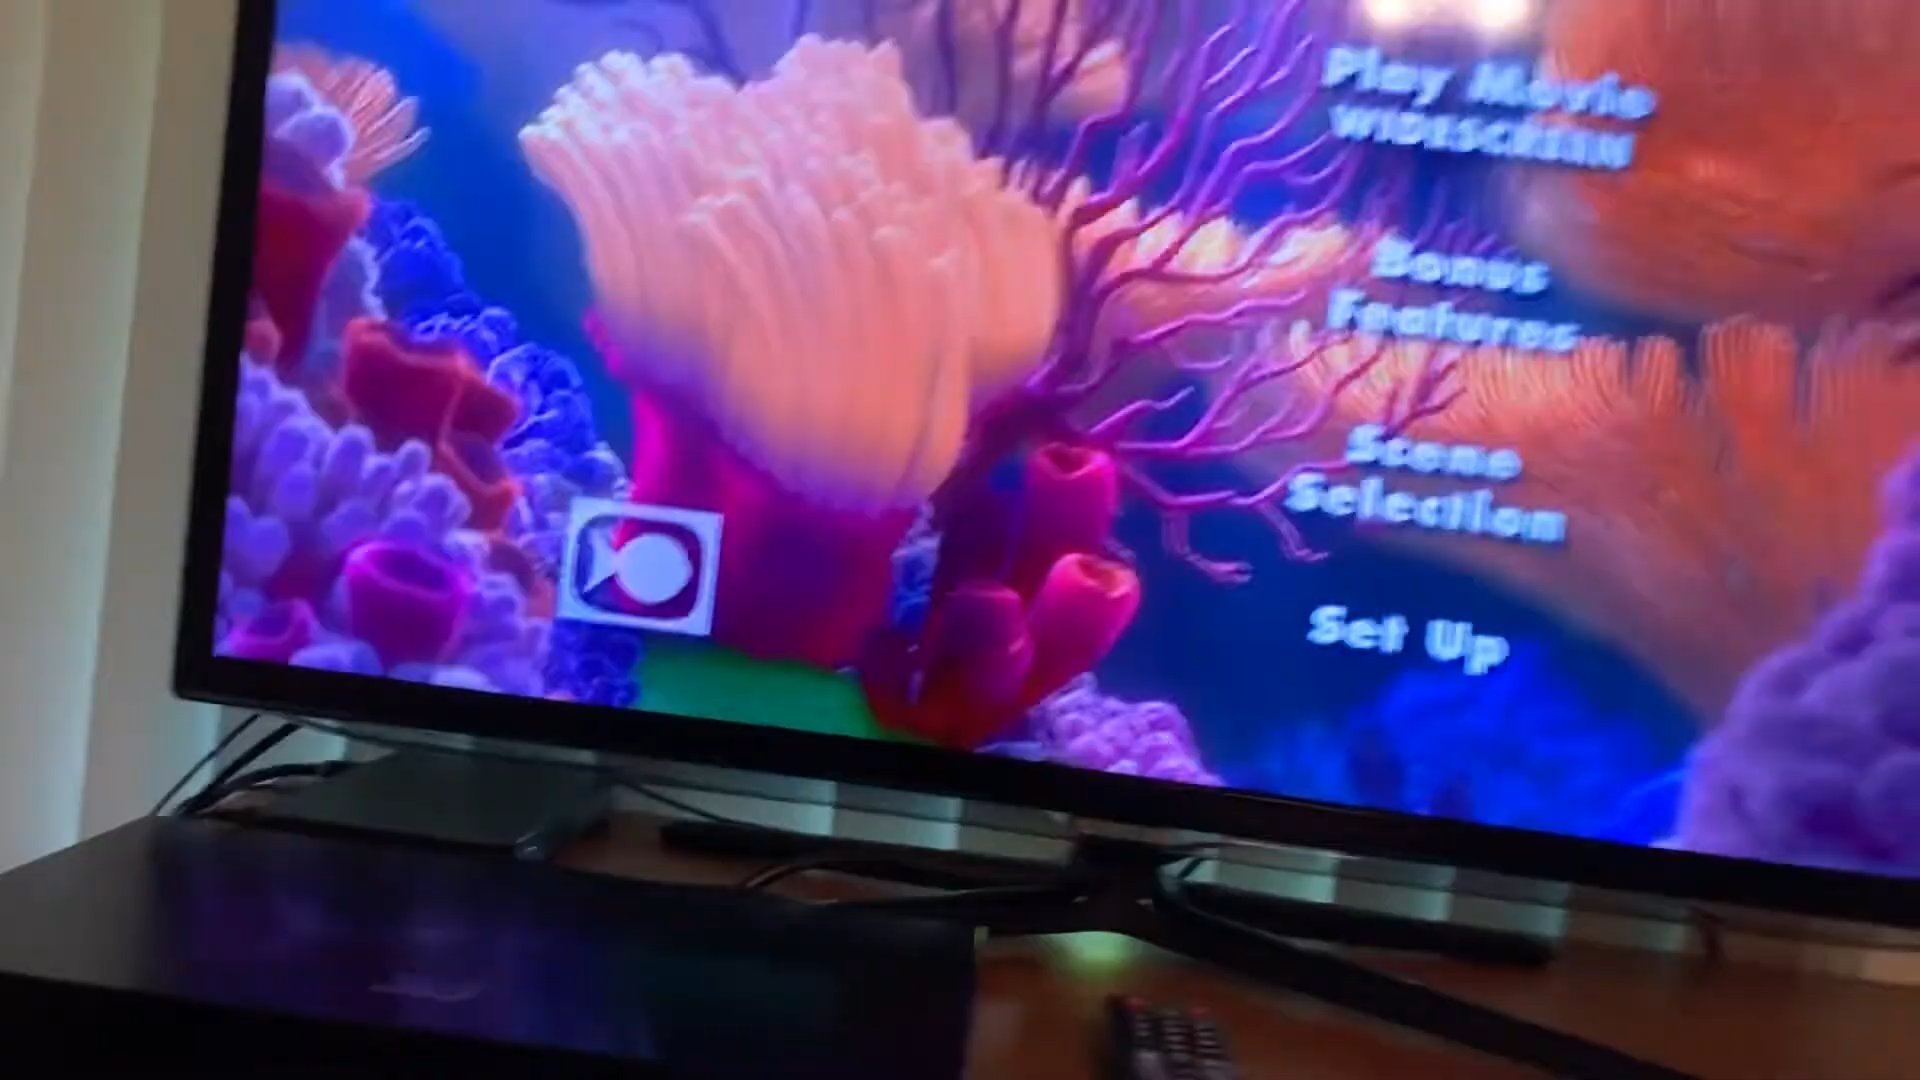 Play Movie
WIDESCREEN
Bonus
Features
Scene
Selection
Set Up